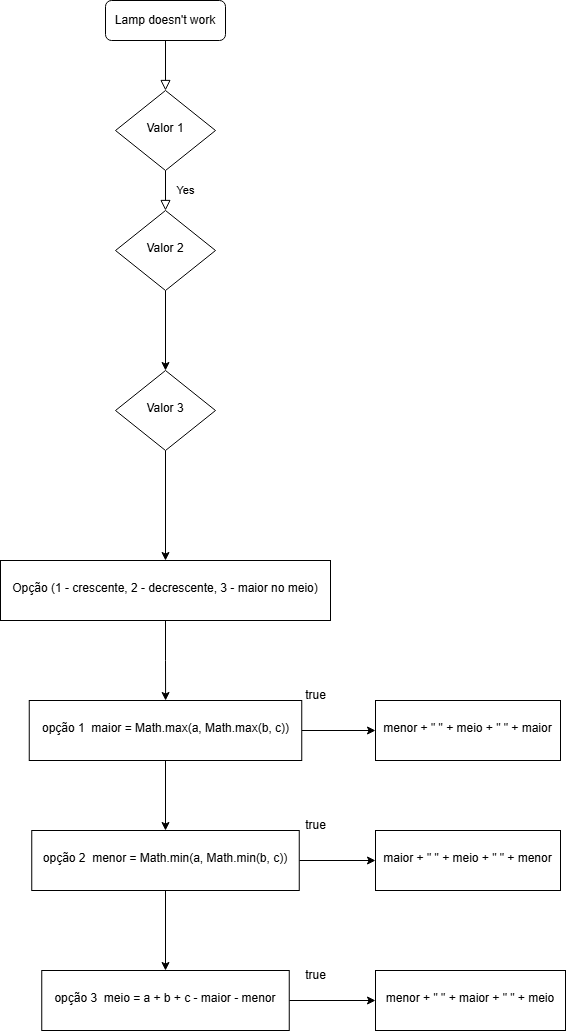 Lamp doesn't work
Valor 1
Yes
Valor 2
Valor 3
Opção (1 - crescente, 2 - decrescente, 3 - maior no meio)
true
opção 1  maior = Math.max(a, Math.max(b, c))
menor + " " + meio + " " + maior
true
opção 2  menor = Math.min(a, Math.min(b, c))
maior + " " + meio + " " + menor
true
opção 3  meio = a + b + c - maior - menor
menor + " " + maior + " " + meio